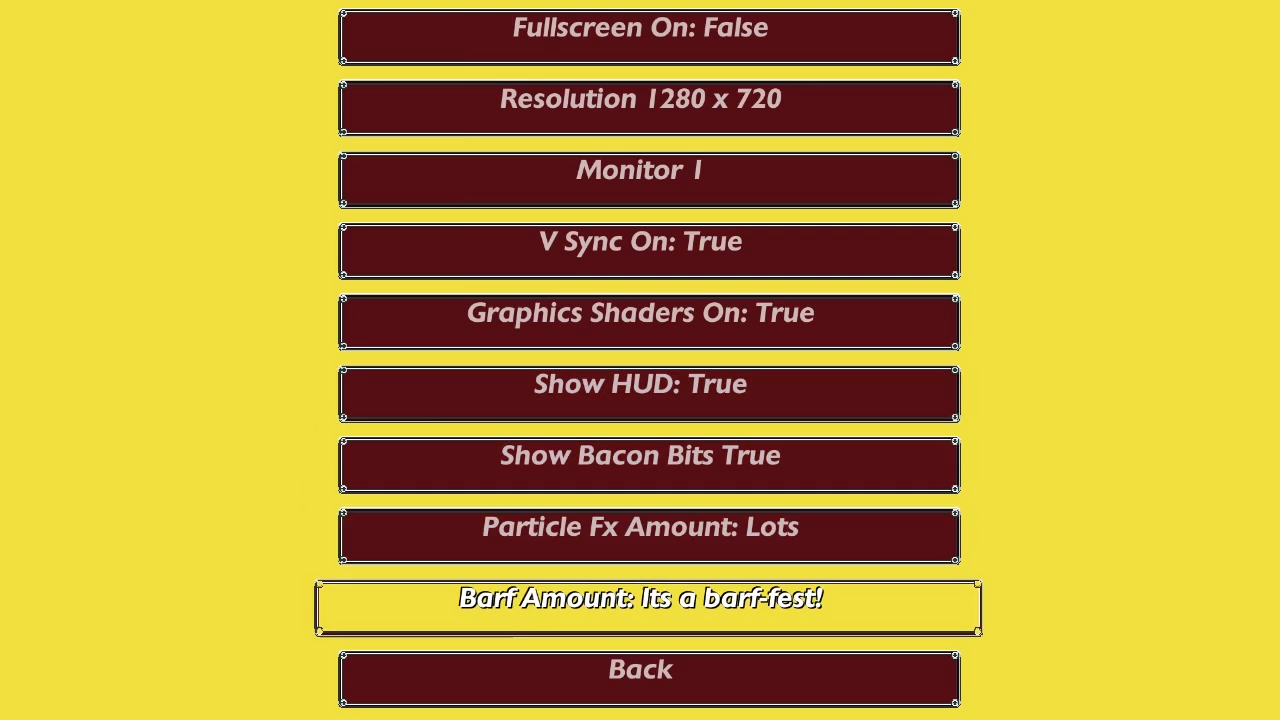 Fullscreen On: False
Resolution 1280 x 720
Monitor 1
V Sync On: True
Graphics Shaders On: True
Show HUD: True
Show Bacon Bits True
Particle Fx Amount: Lots
Barf Amount: Its a barf-fest!
Back